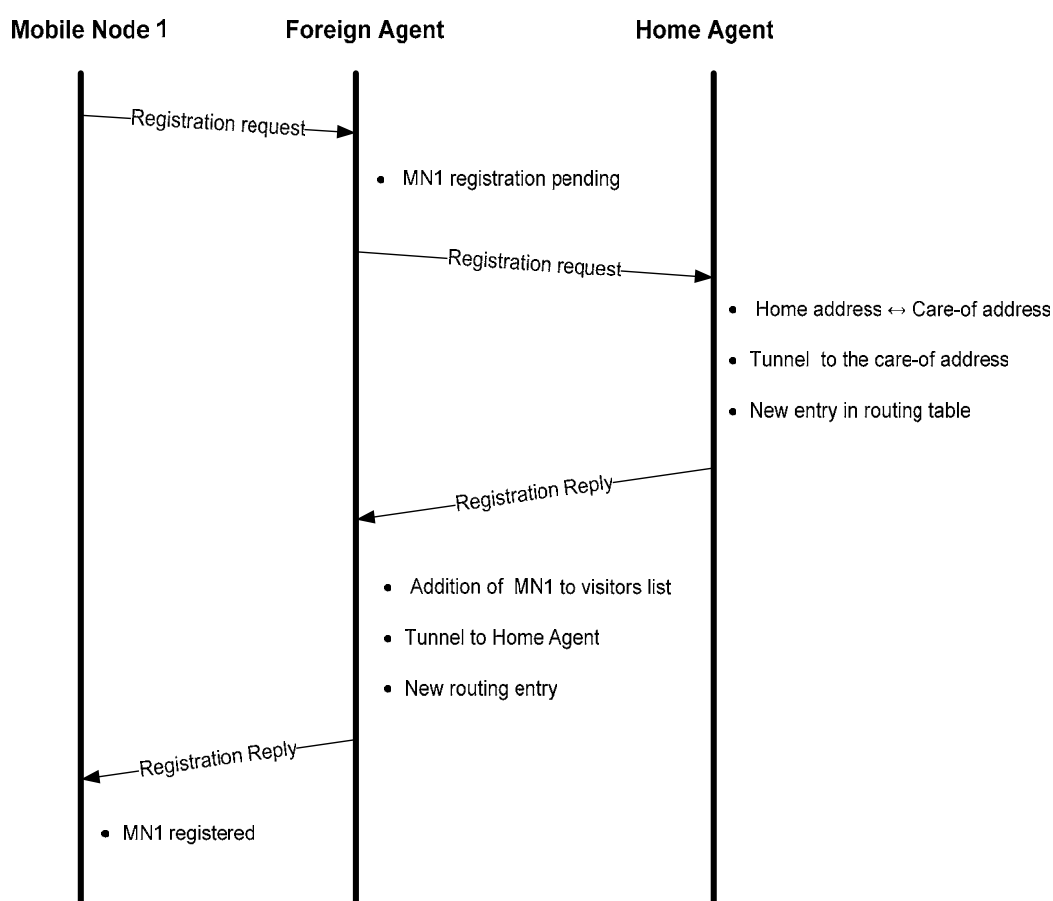 Mobile Node 1
Foreign Agent
Home Agent
Registration request
• MN1 registration pending
Registration request
• Home address ↔ Care-of address
• Tunnel to the care-of address
• New entry in routing table
Registration Reply
• Addition of MN1 to visitors list
• Tunnel to Home Agent
• New routing entry
Registration Reply
• MN1 registered